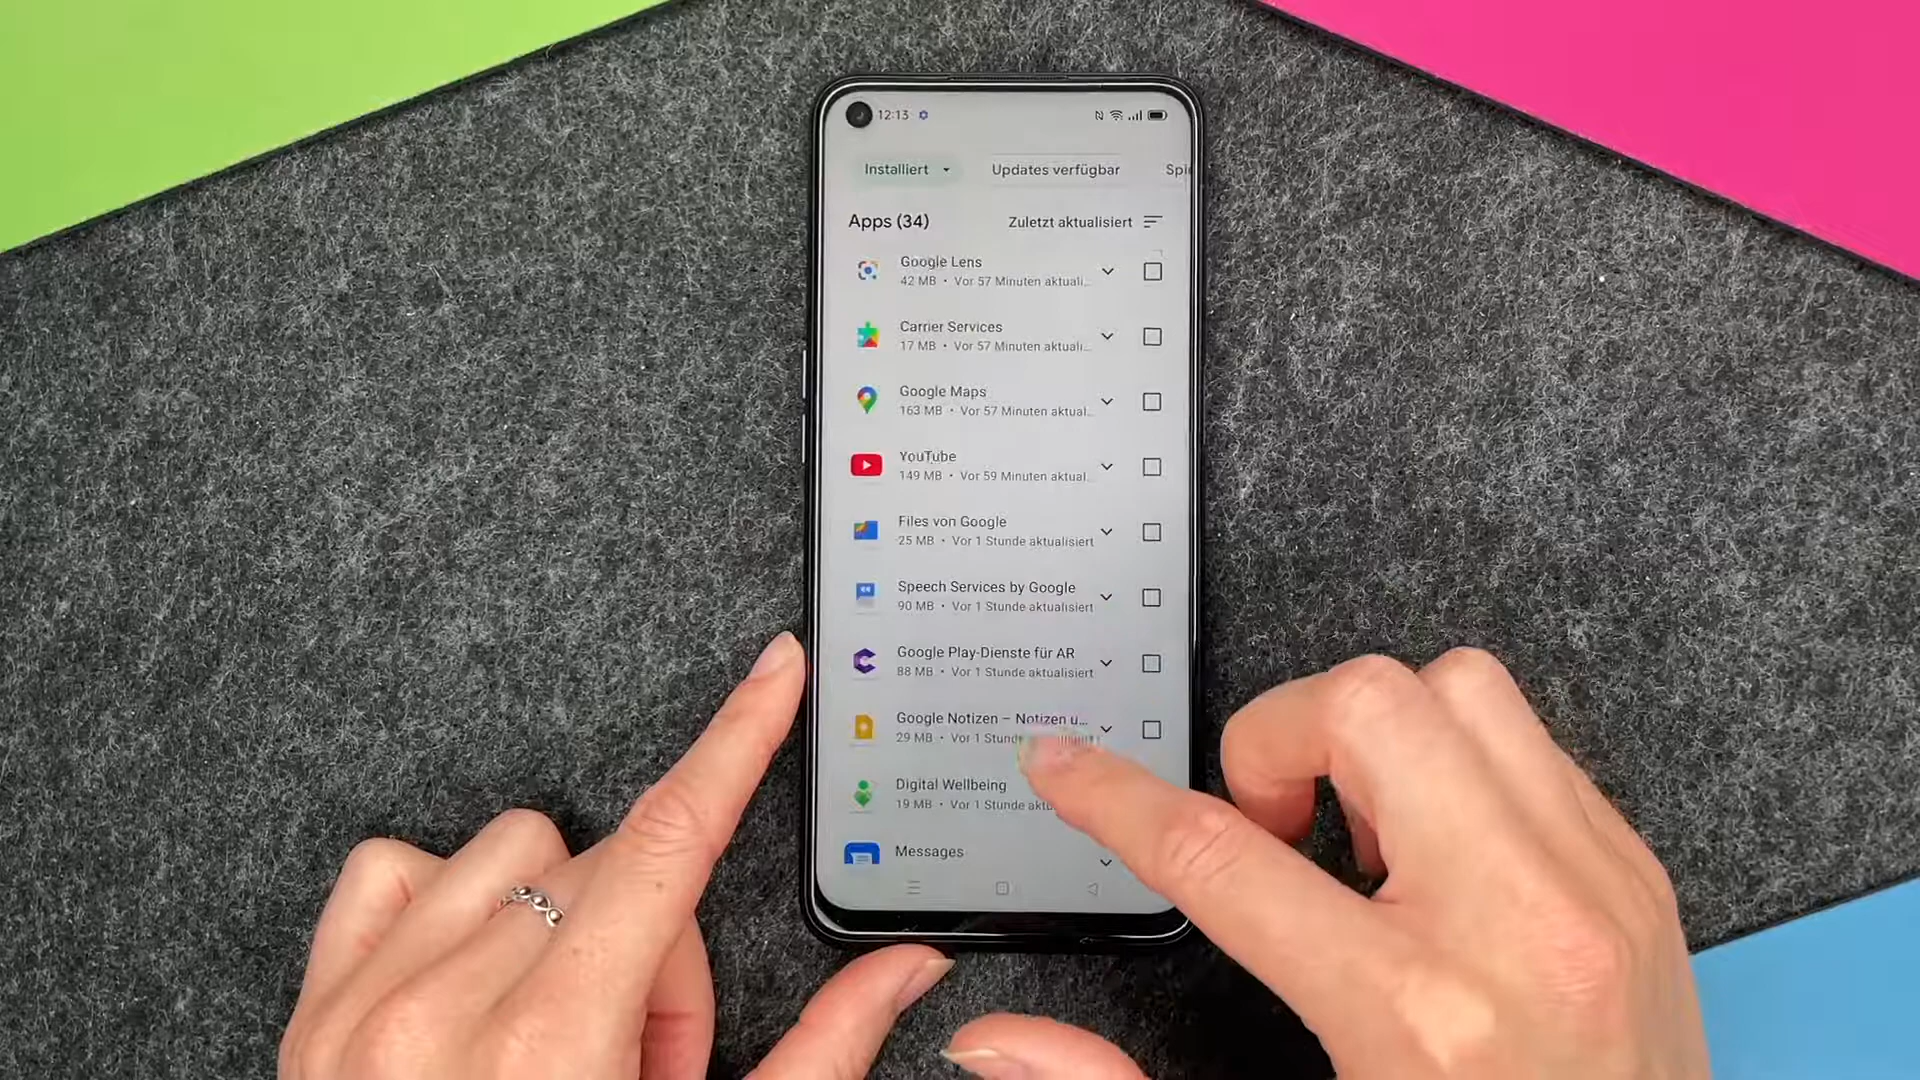 12:13
Installiert
Updates verfügbar
Spie
Apps (34)
Zuletzt aktualisiert
Google Lens
42 MB • Vor 57 Minuten aktuali...
Carrier Services
17 MB • Vor 57 Minuten aktuali...
Google Maps
163 MB • Vor 57 Minuten aktual...
YouTube
149 MB • Vor 59 Minuten aktual...
Files von Google
25 MB • Vor 1 Stunde aktualisiert
Speech Services by Google
90 MB • Vor 1 Stunde aktualisiert
Google Play-Dienste für AR
88 MB • Vor 1 Stunde aktualisiert
Google Notizen – Notizen u...
29 MB • Vor 1 Stunde
Digital Wellbeing
19 MB • Vor 1 Stunde aktu
Messages